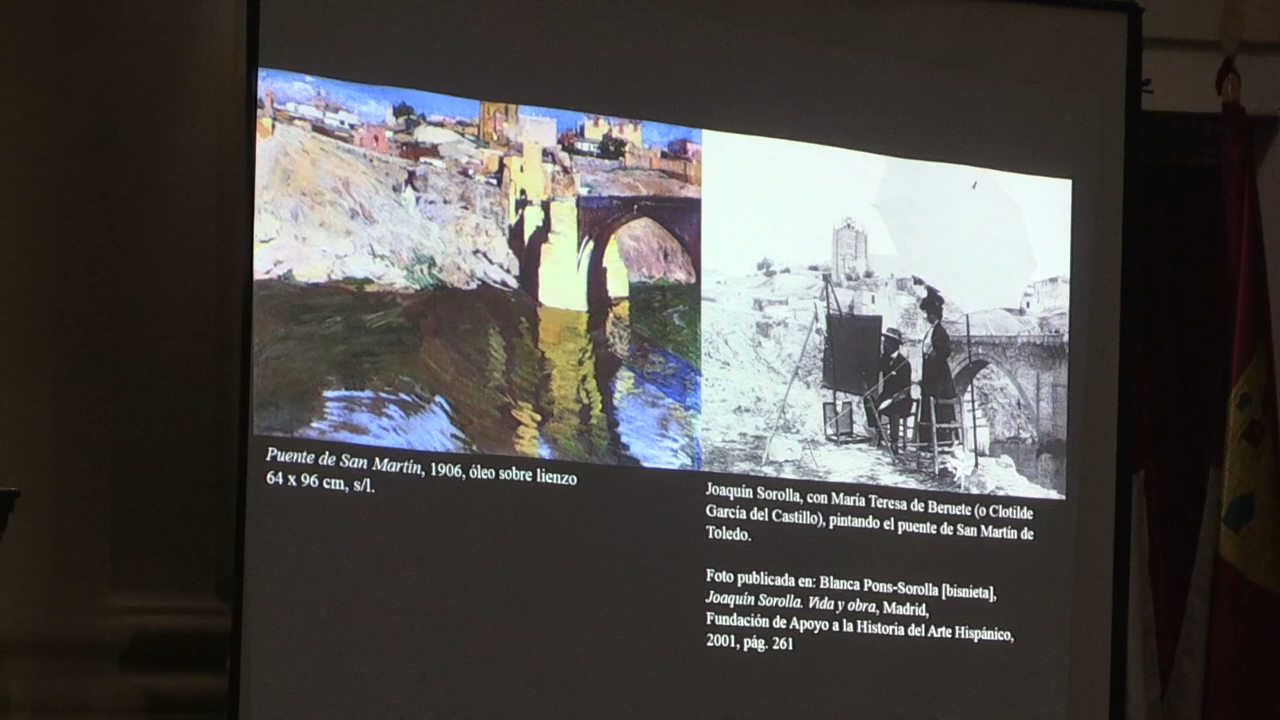 Puente de San Martín, 1906, óleo sobre lienzo
64 x 96 cm, s/l.
Joaquín Sorolla, con María Teresa de Beruete (o Clotilde
García del Castillo), pintando el puente de San Martín de
Toledo.
Foto publicada en: Blanca Pons-Sorolla [bisnieta],
Joaquín Sorolla. Vida y obra, Madrid,
Fundación de Apoyo a la Historia del Arte Hispánico,
2001, pág. 261